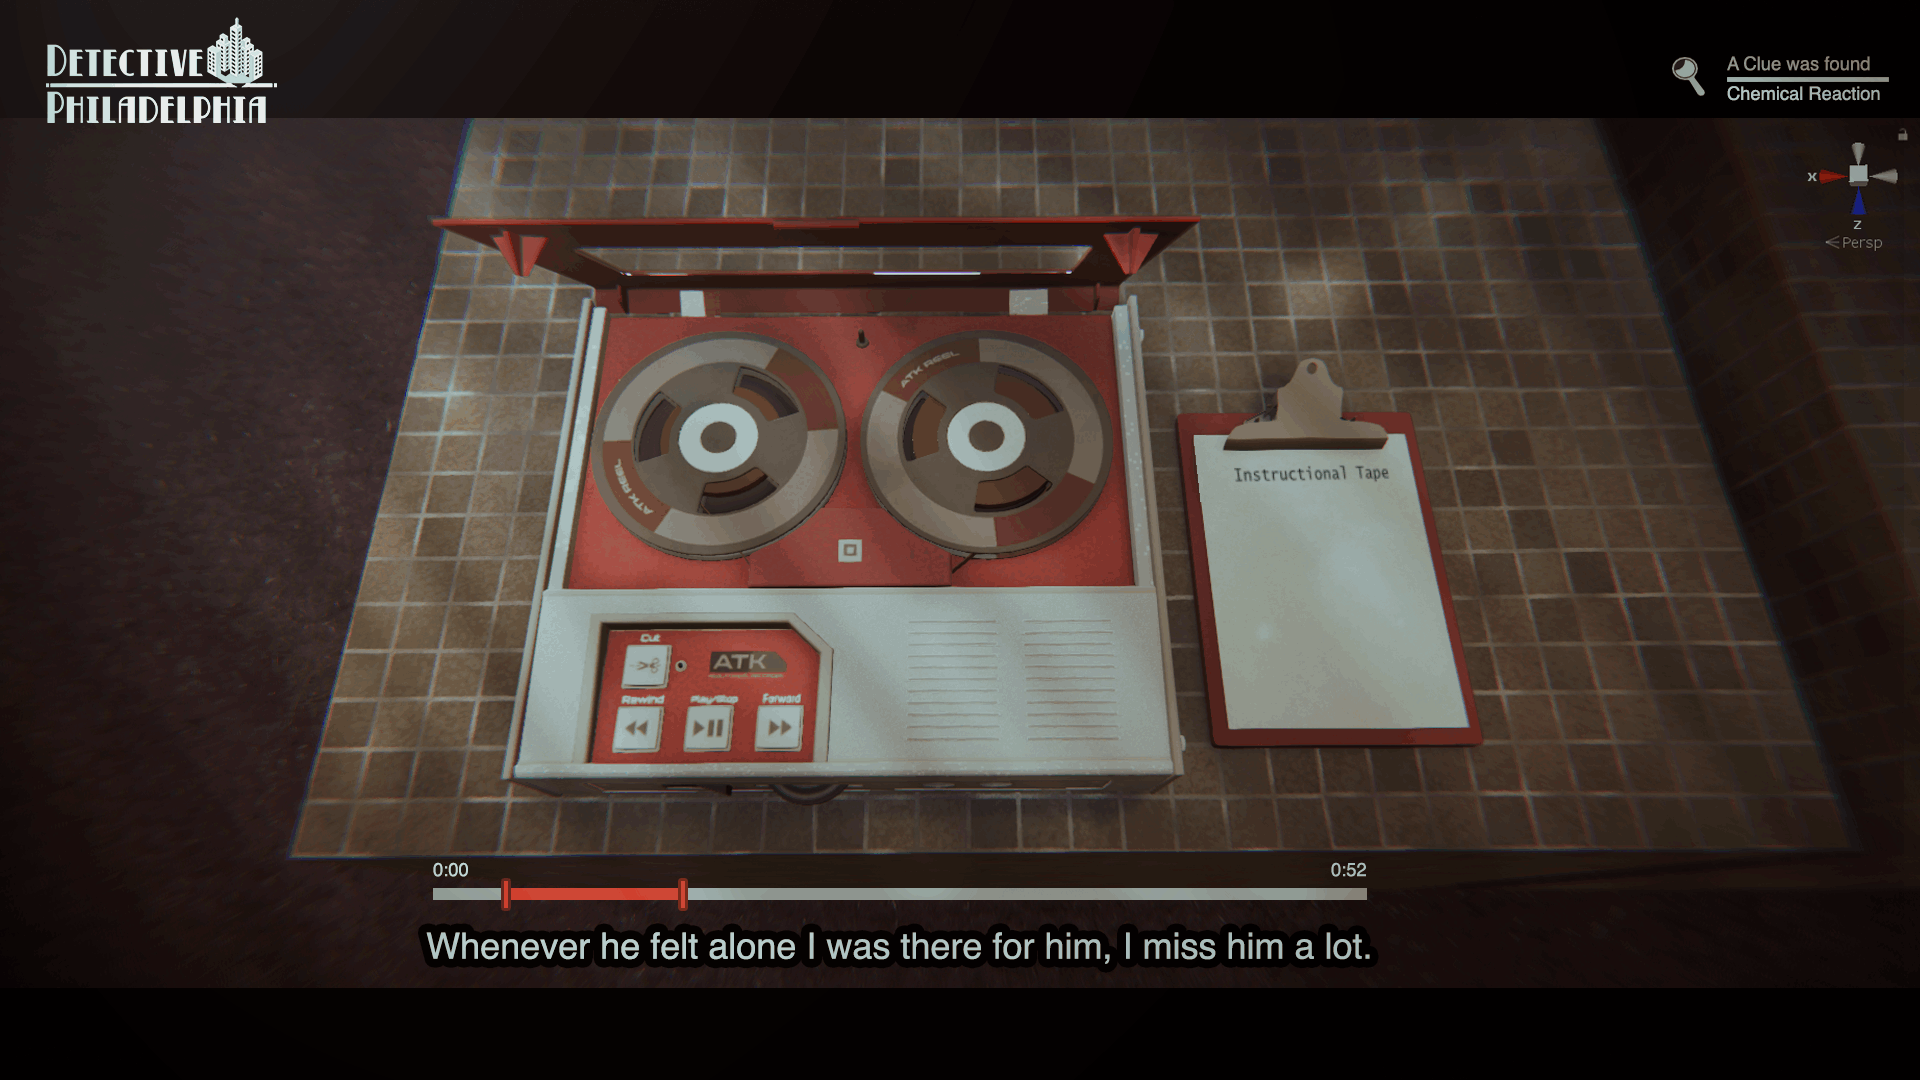 DETECTIVE
PHILADELPHIA
A Clue was found
Chemical Reaction
x
z
Persp
ATK REEL
ATK REEL
Instructional Tape
Cut
ATK
Rewind
Play/Stop
Forward
0:00
0:52
Whenever he felt alone I was there for him, I miss him a lot.